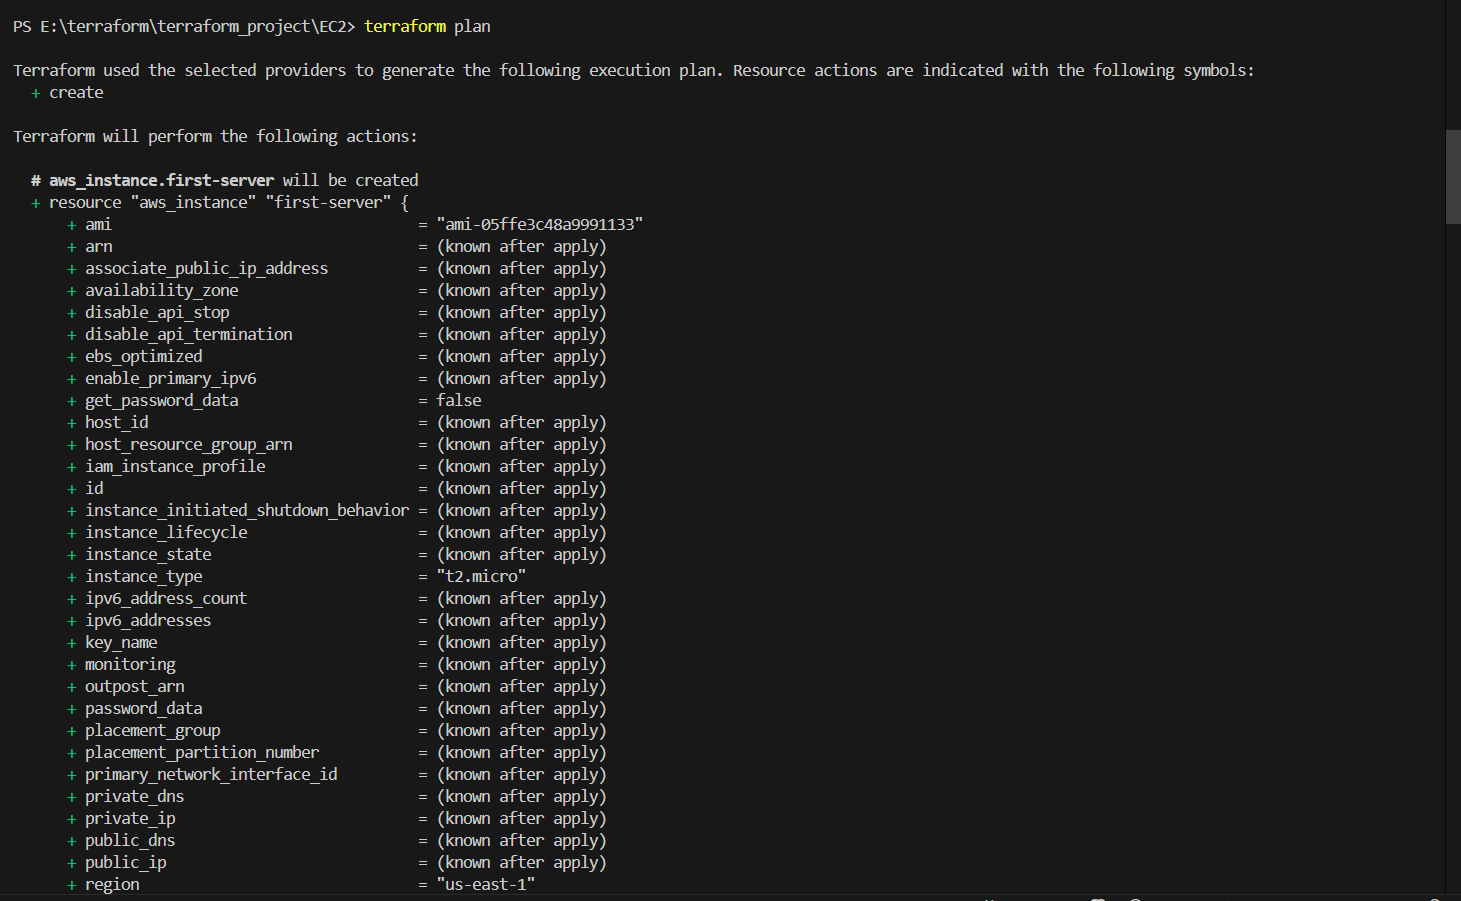 PS E:\terraform\terraform_project\EC2> terraform plan
Terraform used the selected providers to generate the following execution plan. Resource actions are indicated with the following symbols:
+ create
Terraform will perform the following actions:
# aws_instance.first-server will be created
+ resource "aws_instance" "first-server" {
+ ami = "ami-05ffe3c48a9991133"
+ arn = (known after apply)
+ associate_public_ip_address = (known after apply)
+ availability_zone = (known after apply)
+ disable_api_stop = (known after apply)
+ disable_api_termination = (known after apply)
+ ebs_optimized = (known after apply)
+ enable_primary_ipv6 = (known after apply)
+ get_password_data = false
+ host_id = (known after apply)
+ host_resource_group_arn = (known after apply)
+ iam_instance_profile = (known after apply)
+ id = (known after apply)
+ instance_initiated_shutdown_behavior = (known after apply)
+ instance_lifecycle = (known after apply)
+ instance_state = (known after apply)
+ instance_type = "t2.micro"
+ ipv6_address_count = (known after apply)
+ ipv6_addresses = (known after apply)
+ key_name = (known after apply)
+ monitoring = (known after apply)
+ outpost_arn = (known after apply)
+ password_data = (known after apply)
+ placement_group = (known after apply)
+ placement_partition_number = (known after apply)
+ primary_network_interface_id = (known after apply)
+ private_dns = (known after apply)
+ private_ip = (known after apply)
+ public_dns = (known after apply)
+ public_ip = (known after apply)
+ region = "us-east-1"